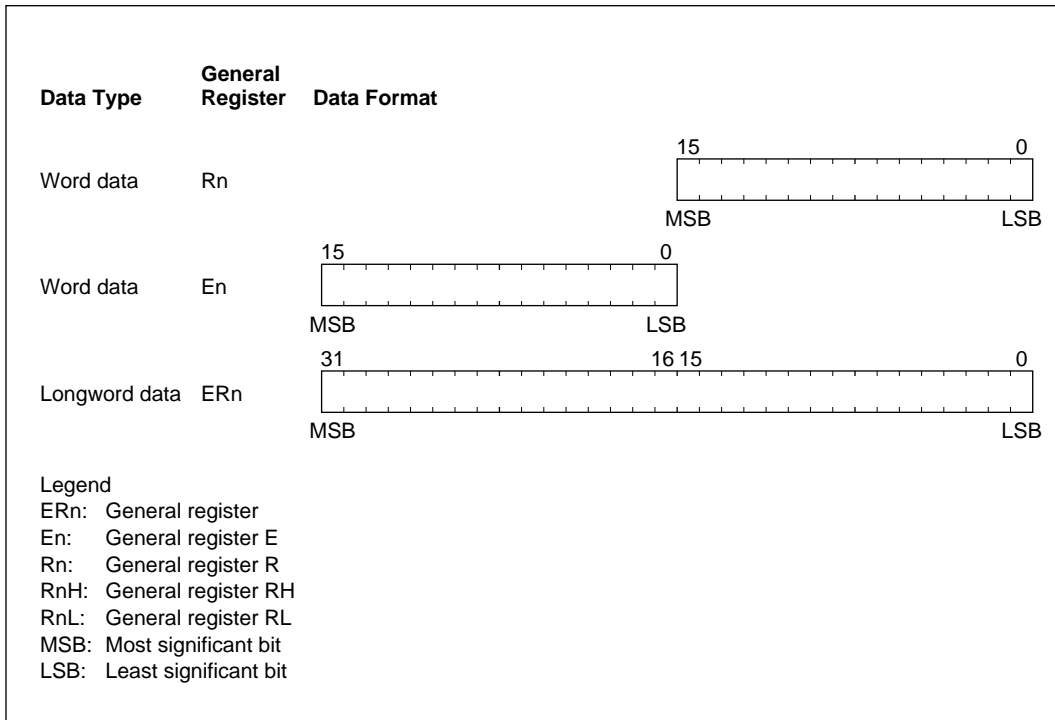 General
Data Type Register Data Format
15 0
Word data Rn
MSB LSB
15 0
Word data En
MSB LSB
31 16 15 0
Longword data ERn
MSB LSB
Legend
ERn: General register
En: General register E
Rn: General register R
RnH: General register RH
RnL: General register RL
MSB: Most significant bit
LSB: Least significant bit